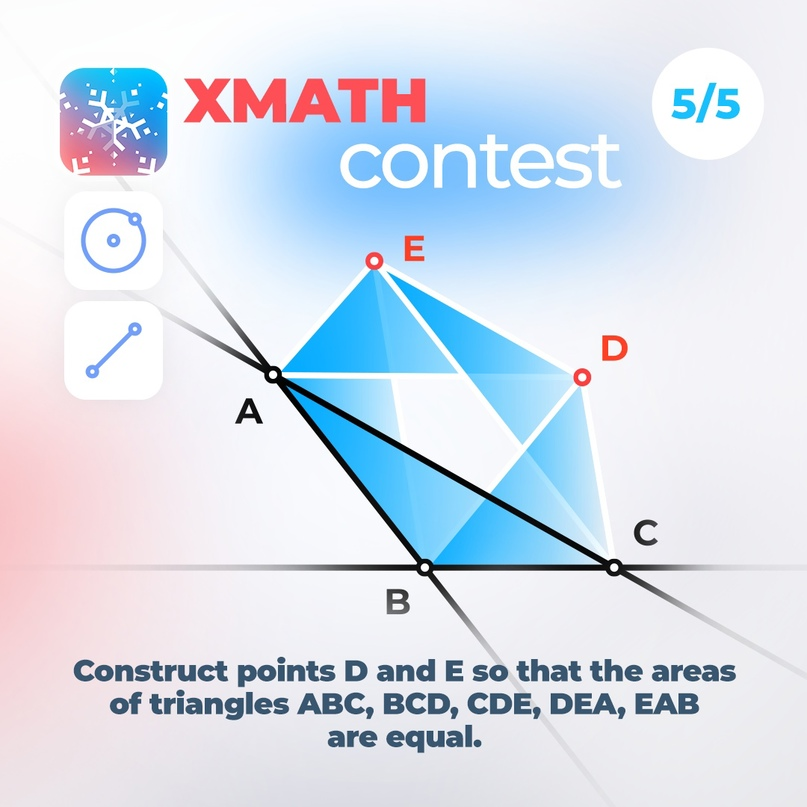 XMATH
contest
5/5
E
D
A
C
B
Construct points D and E so that the areas
of triangles ABC, BCD, CDE, DEA, EAB
are equal.